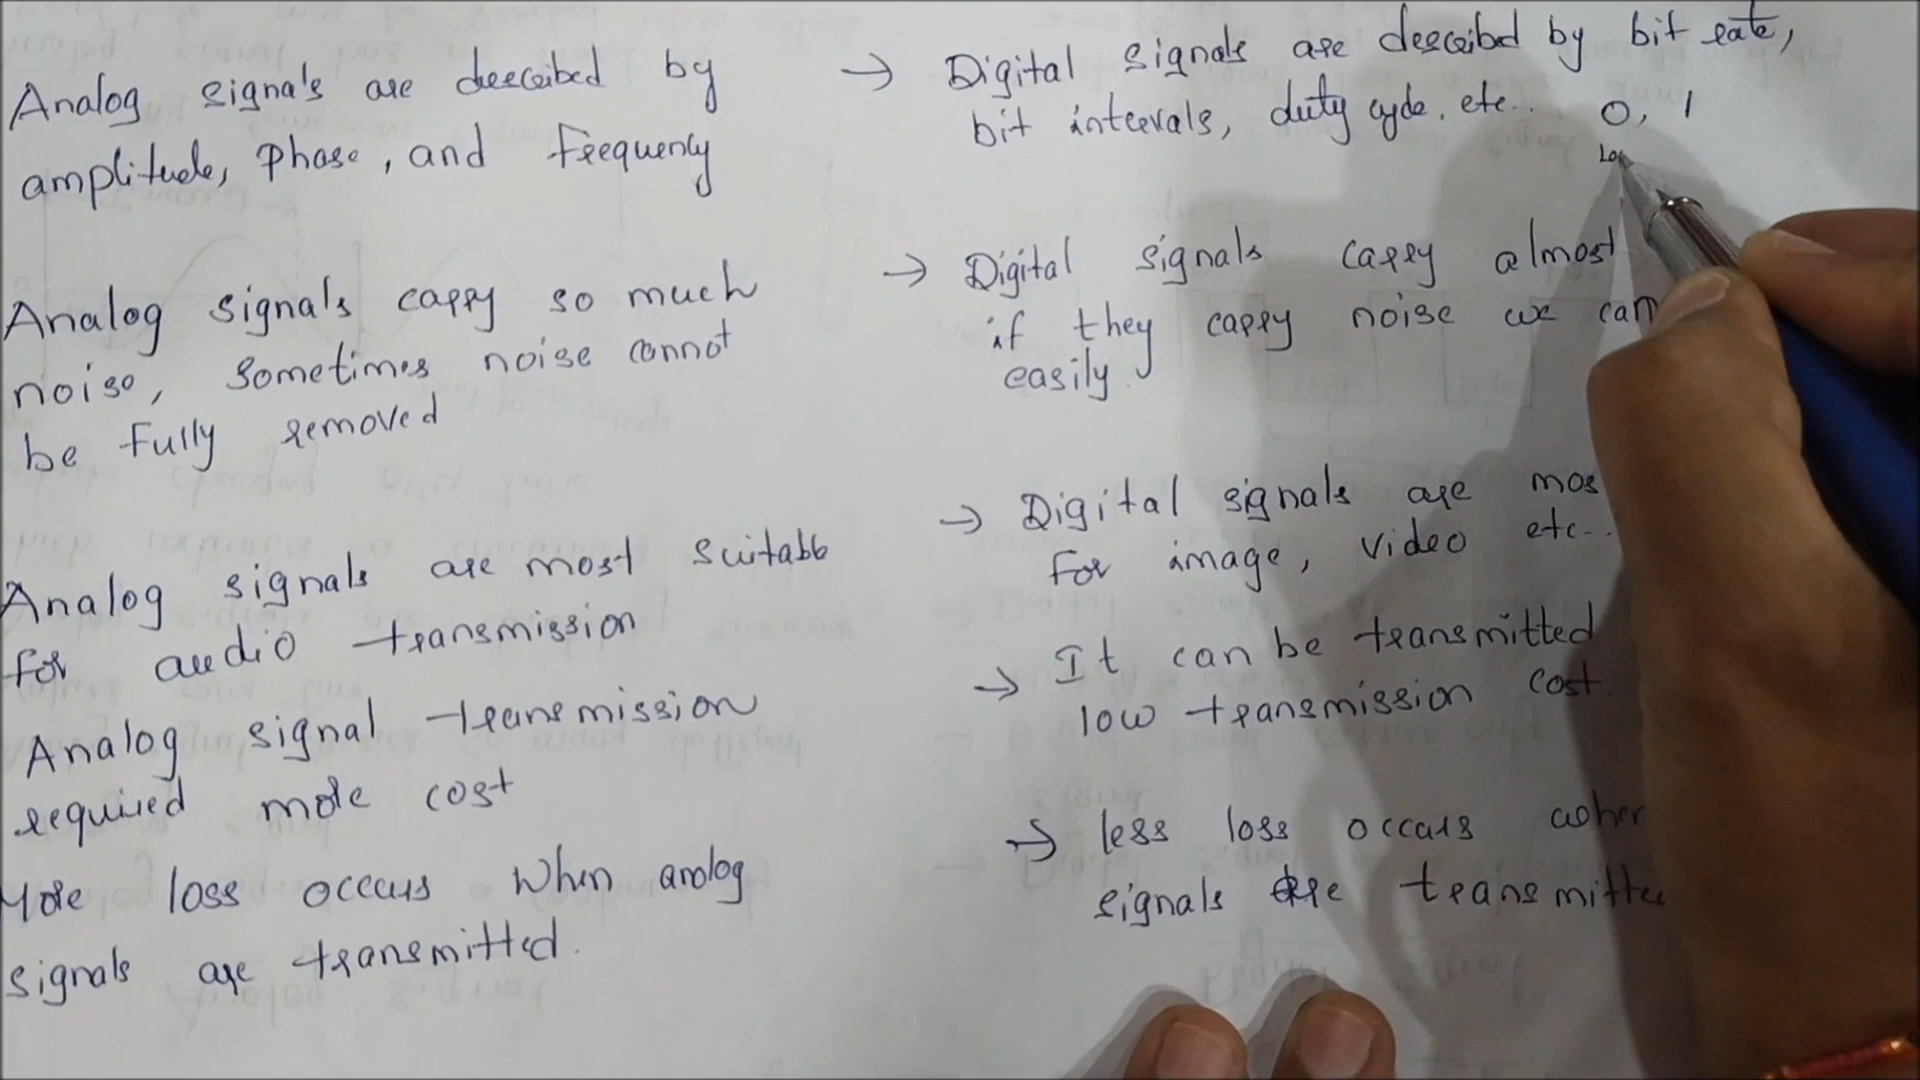 Analog signals are described by
amplitude, phase, and frequency
Analog signals carry so much
noise, sometimes noise cannot
be fully removed
Analog signals are most suitable
for audio transmission
Analog signal transmission
required more cost
More loss occurs when analog
signals are transmitted.
→ Digital signals are described by bit rate,
bit intervals, duty cycle. etc.. 0, 1
→ Digital signals carry almost
if they carry noise we can
easily.
→ Digital signals are
for image, video etc..
→ It can be transmitted
low transmission cost.
→ less loss occurs
signals are